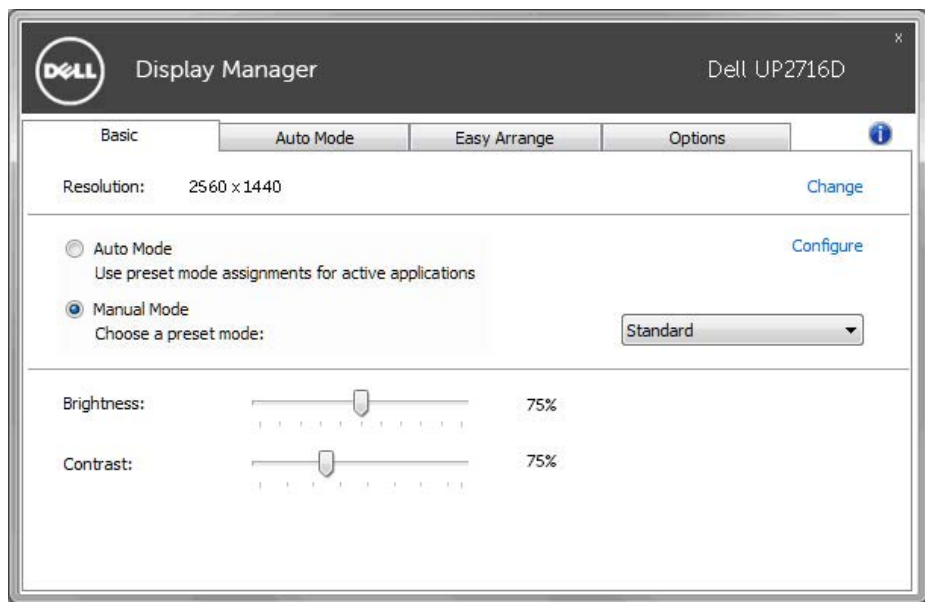 x
DELL Display Manager Dell UP2716D
Basic Auto Mode Easy Arrange Options i
Resolution: 2560 x 1440 Change
Auto Mode Configure
Use preset mode assignments for active applications
Manual Mode
Choose a preset mode: Standard
Brightness: 75%
Contrast: 75%